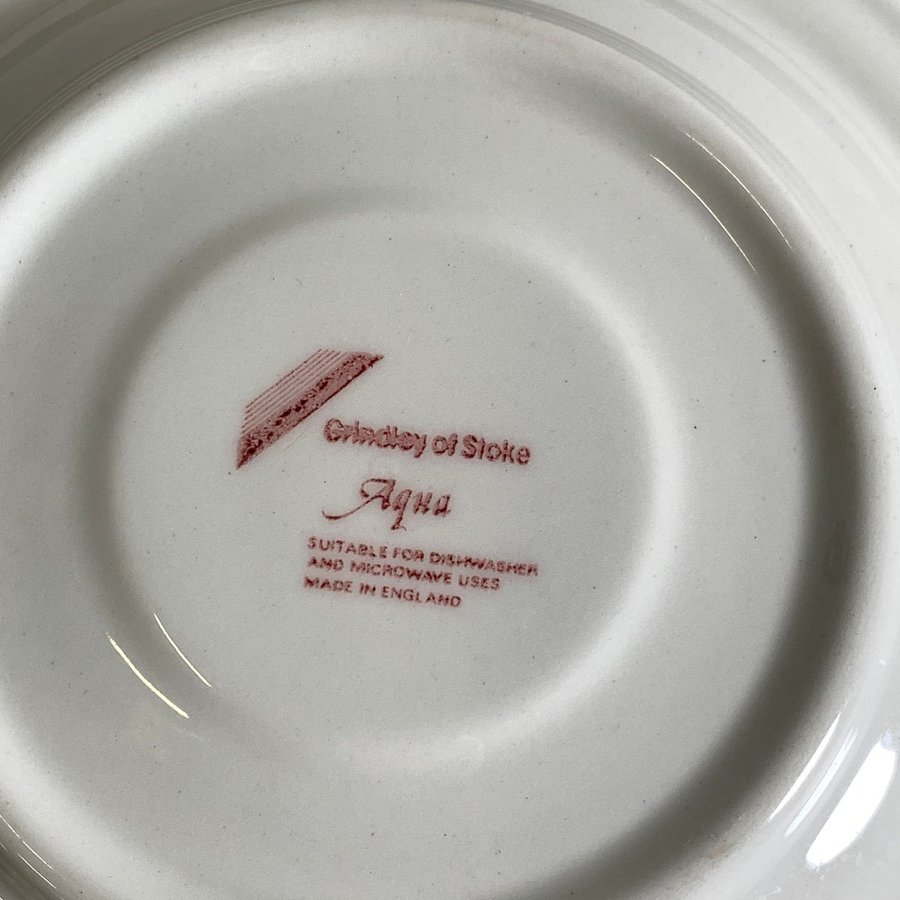 Grindley of Stoke
Aqua
SUITABLE FOR DISHWASHER
AND MICROWAVE USES
MADE IN ENGLAND